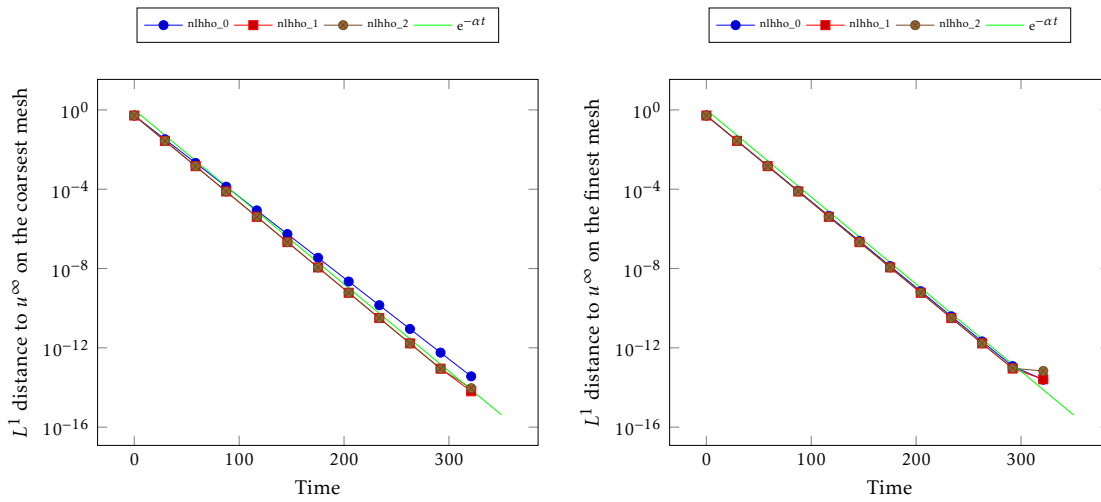 nlhho_0 nlhho_1 nlhho_2 e^{−αt}
10^0
10^{−4}
10^{−8}
10^{−12}
10^{−16}
0 100 200 300
Time
L^1 distance to u^∞ on the coarsest mesh
nlhho_0 nlhho_1 nlhho_2 e^{−αt}
10^0
10^{−4}
10^{−8}
10^{−12}
10^{−16}
0 100 200 300
Time
L^1 distance to u^∞ on the finest mesh